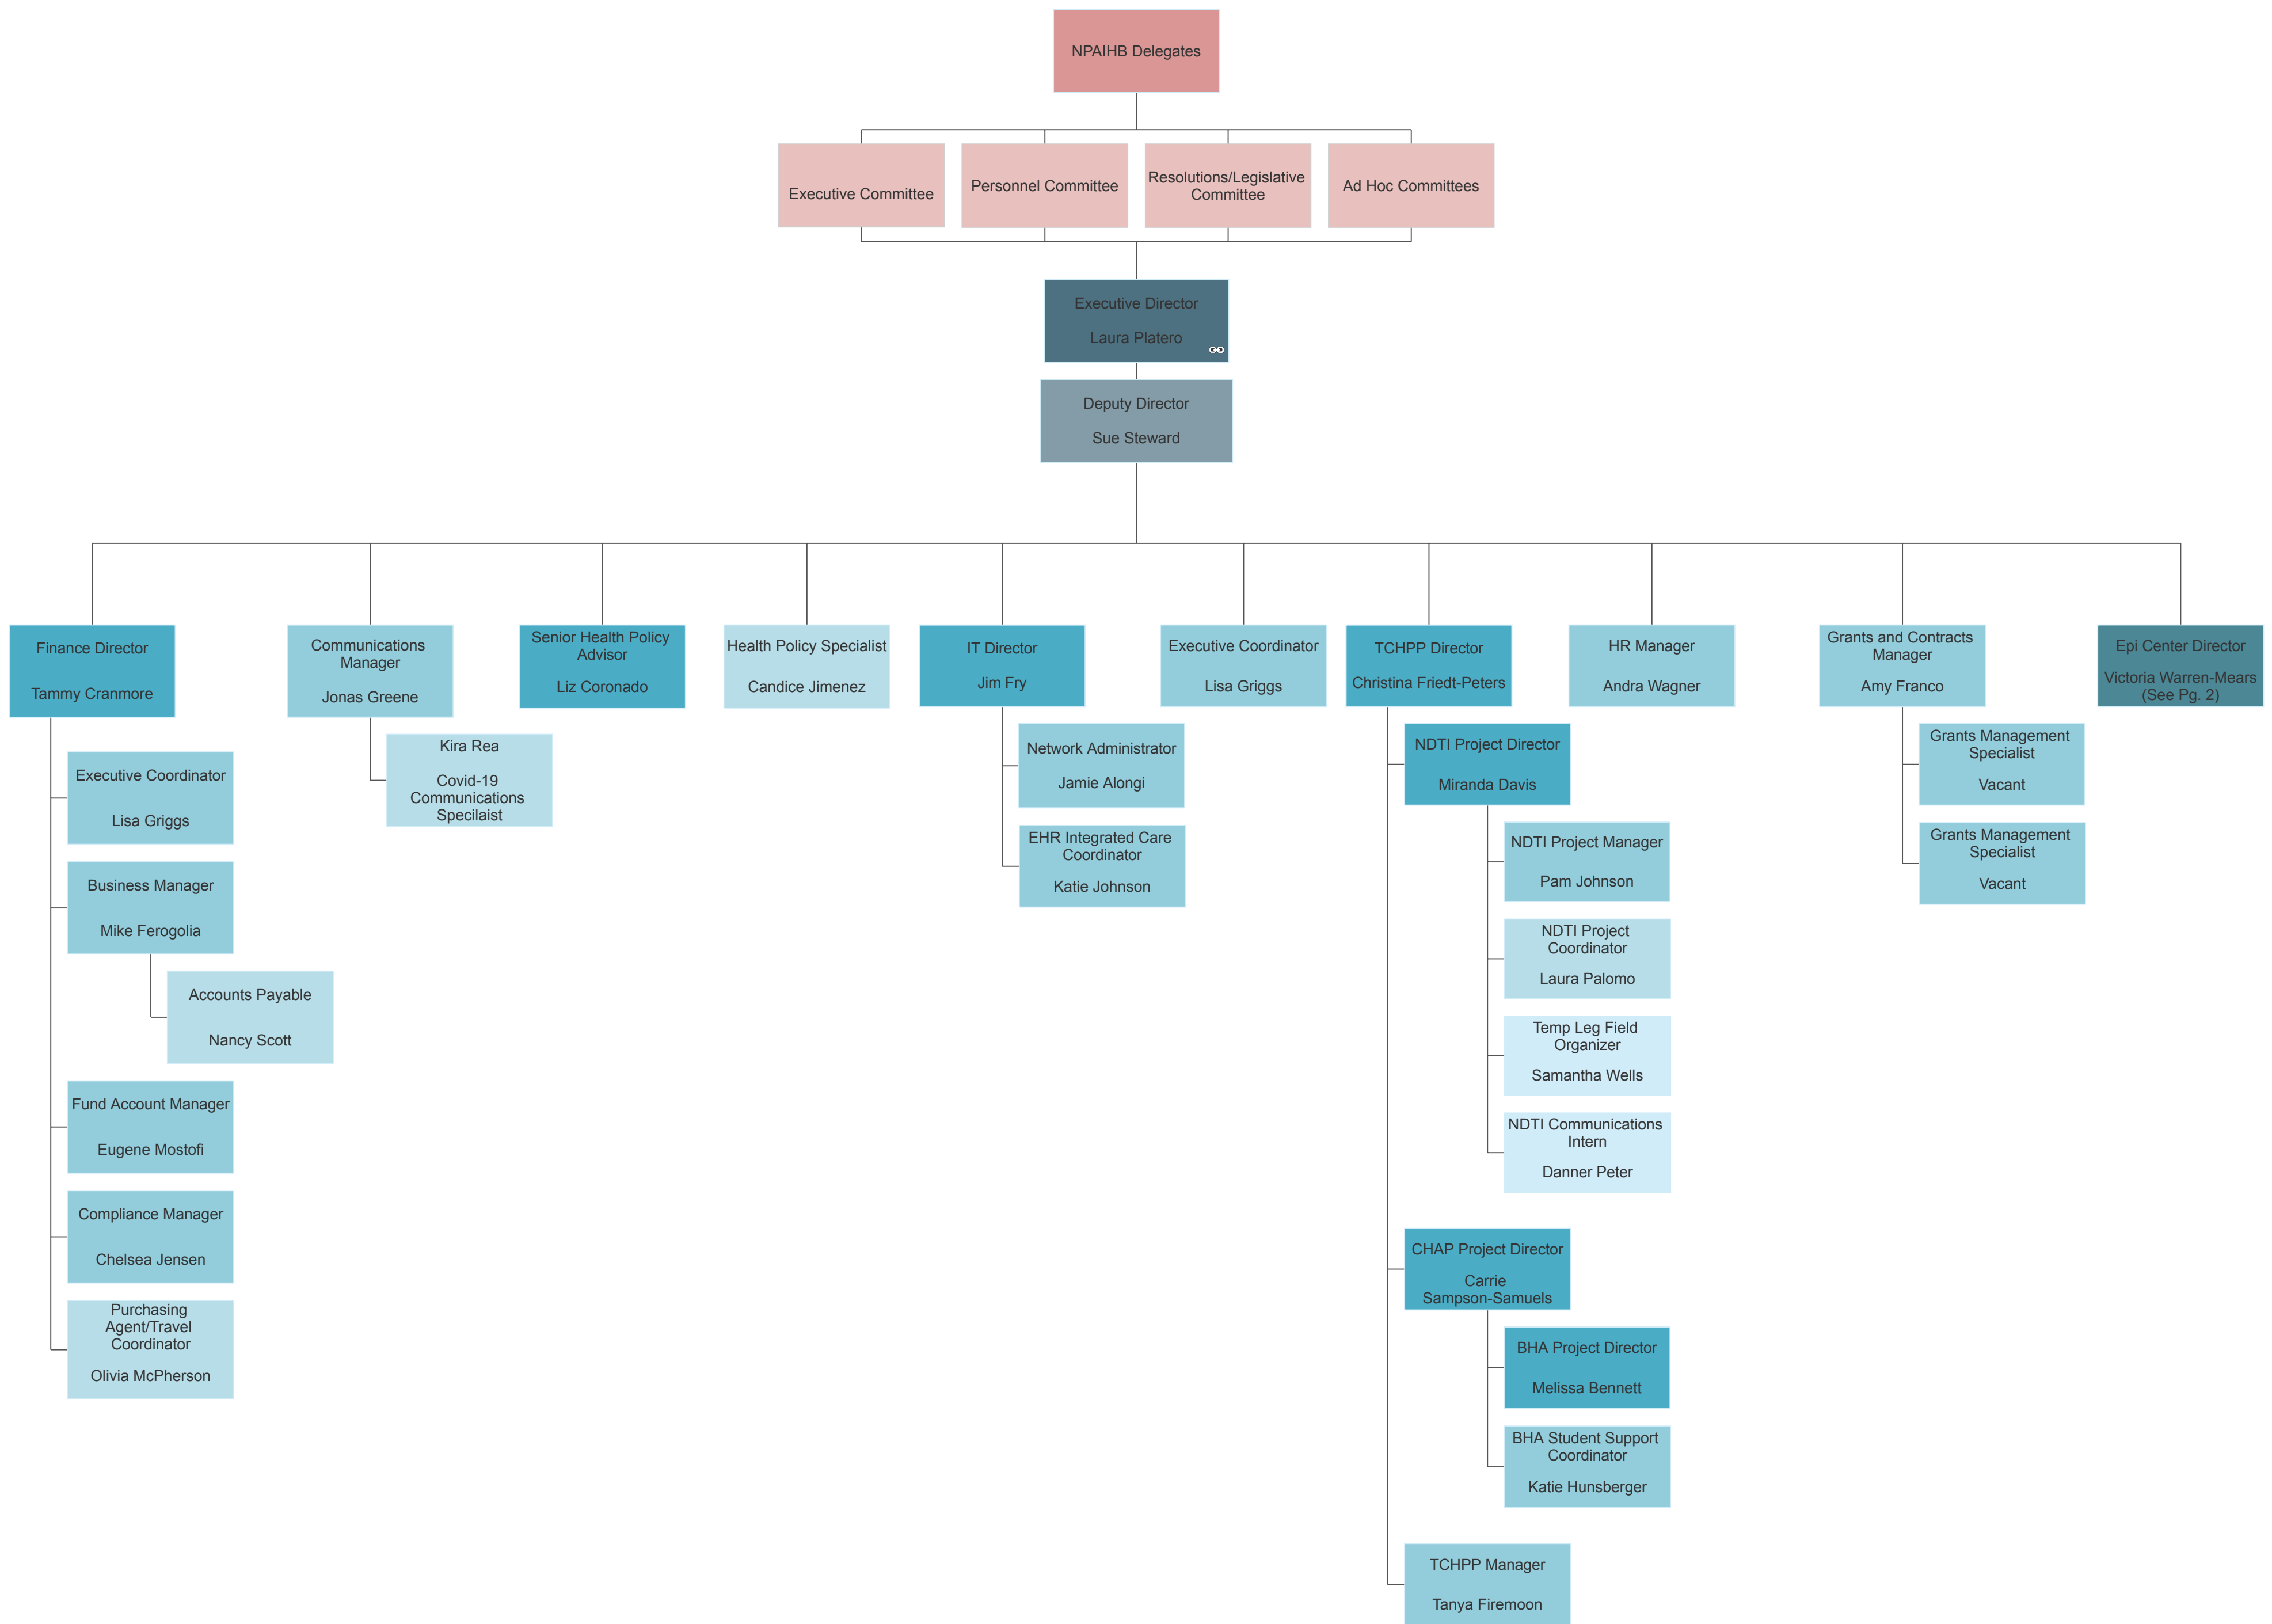 NPAIHB Delegates
Executive Committee
Personnel Committee
Resolutions/Legislative
Committee
Ad Hoc Committees
Executive Director
Laura Platero
Deputy Director
Sue Steward
Finance Director
Tammy Cranmore
Executive Coordinator
Lisa Griggs
Business Manager
Mike Ferogolia
Accounts Payable
Nancy Scott
Fund Account Manager
Eugene Mostofi
Compliance Manager
Chelsea Jensen
Purchasing
Agent/Travel
Coordinator
Olivia McPherson
Communications
Manager
Jonas Greene
Kira Rea
Covid-19
Communications
Specilaist
Senior Health Policy
Advisor
Liz Coronado
Health Policy Specialist
Candice Jimenez
IT Director
Jim Fry
Network Administrator
Jamie Alongi
EHR Integrated Care
Coordinator
Katie Johnson
Executive Coordinator
Lisa Griggs
TCHPP Director
Christina Friedt-Peters
NDTI Project Director
Miranda Davis
NDTI Project Manager
Pam Johnson
NDTI Project
Coordinator
Laura Palomo
Temp Leg Field
Organizer
Samantha Wells
NDTI Communications
Intern
Danner Peter
CHAP Project Director
Carrie
Sampson-Samuels
BHA Project Director
Melissa Bennett
BHA Student Support
Coordinator
Katie Hunsberger
TCHPP Manager
Tanya Firemoon
HR Manager
Andra Wagner
Grants and Contracts
Manager
Amy Franco
Grants Management
Specialist
Vacant
Grants Management
Specialist
Vacant
Epi Center Director
Victoria Warren-Mears
(See Pg. 2)